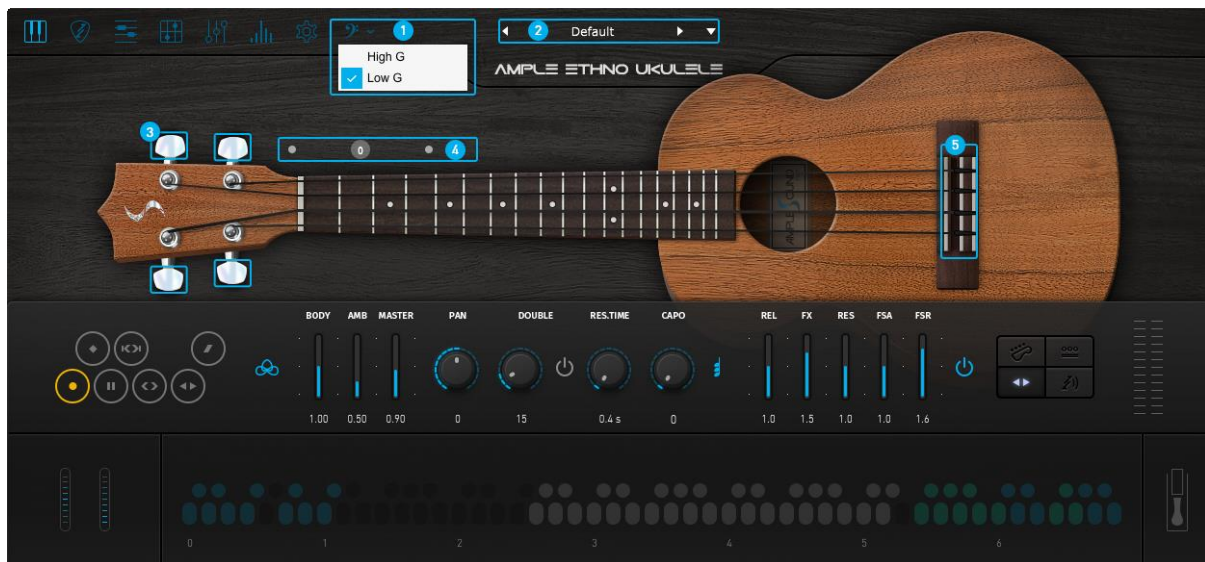 1
2 Default
High G
Low G
AMPLE ETHNO UKULELE
3
0 4
5
AMPLE SOUND
BODY AMB MASTER PAN DOUBLE RES.TIME CAPO REL FX RES FSA FSR
1.00 0.50 0.90 0 15 0.4 s 0 1.0 1.5 1.0 1.0 1.6
0 1 2 3 4 5 6